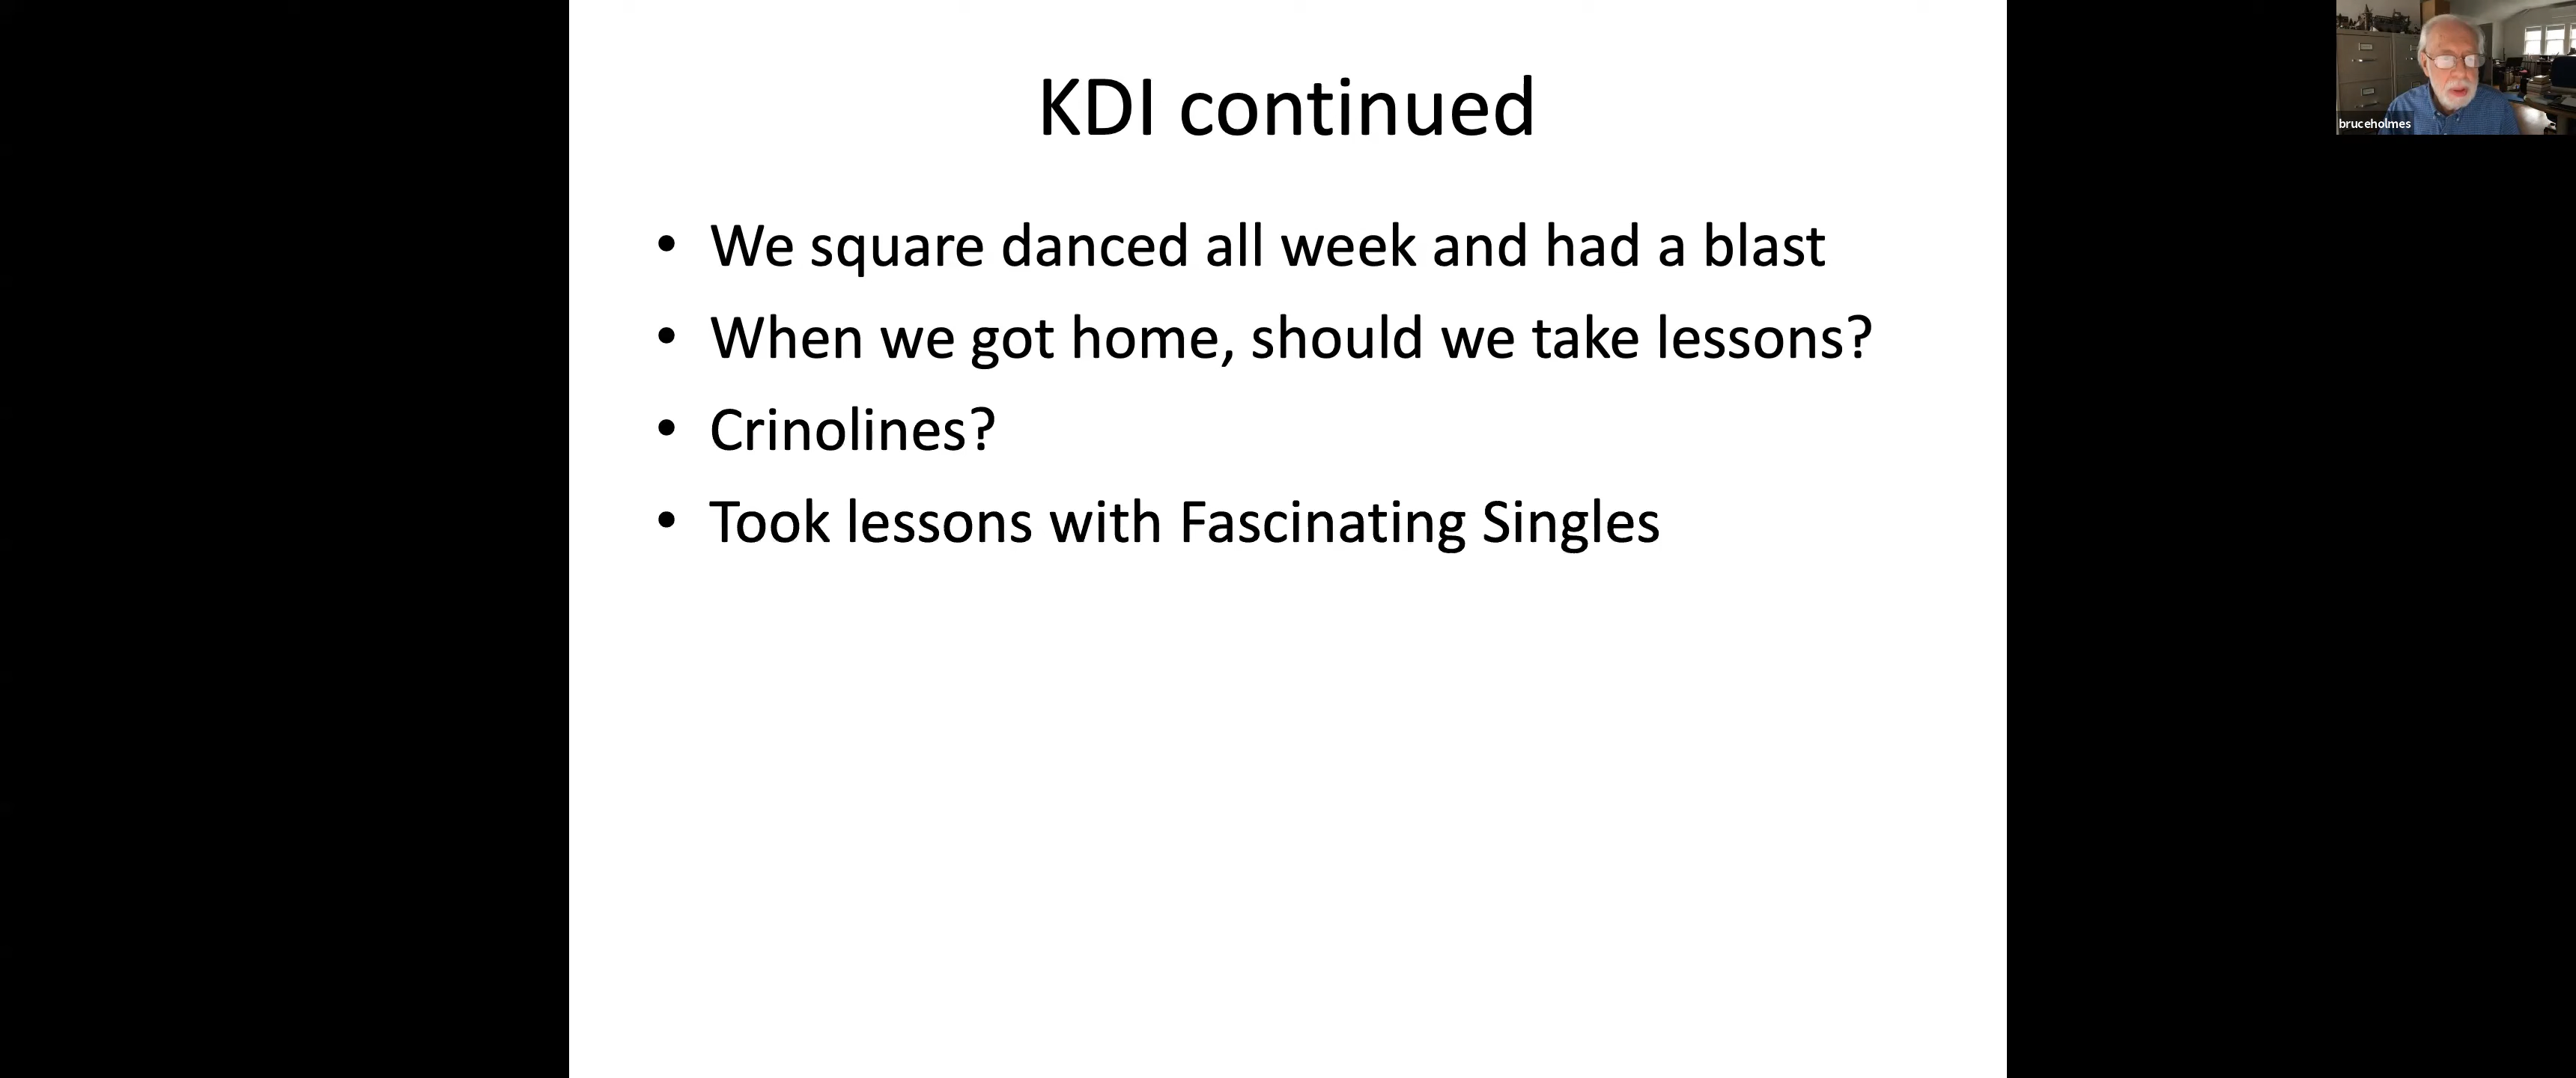 KDI continued
• We square danced all week and had a blast
• When we got home, should we take lessons?
• Crinolines?
• Took lessons with Fascinating Singles
bruceholmes